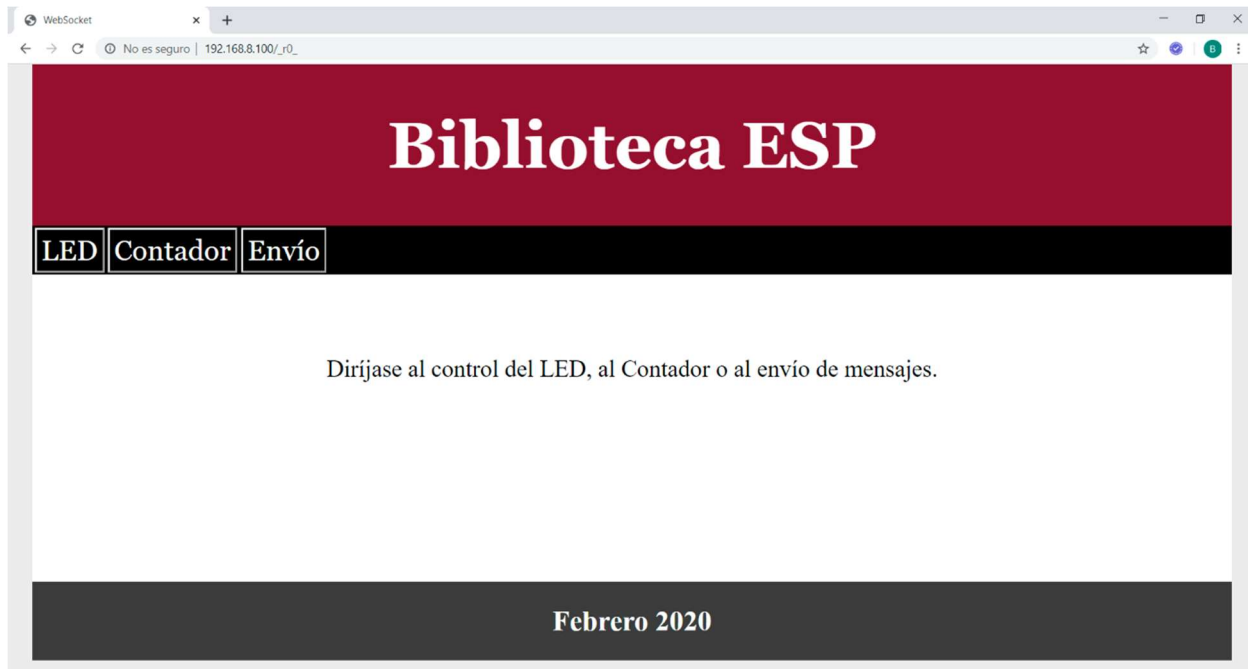 WebSocket
No es seguro | 192.168.8.100/_r0_
B
Biblioteca ESP
LED Contador Envío
Diríjase al control del LED, al Contador o al envío de mensajes.
Febrero 2020